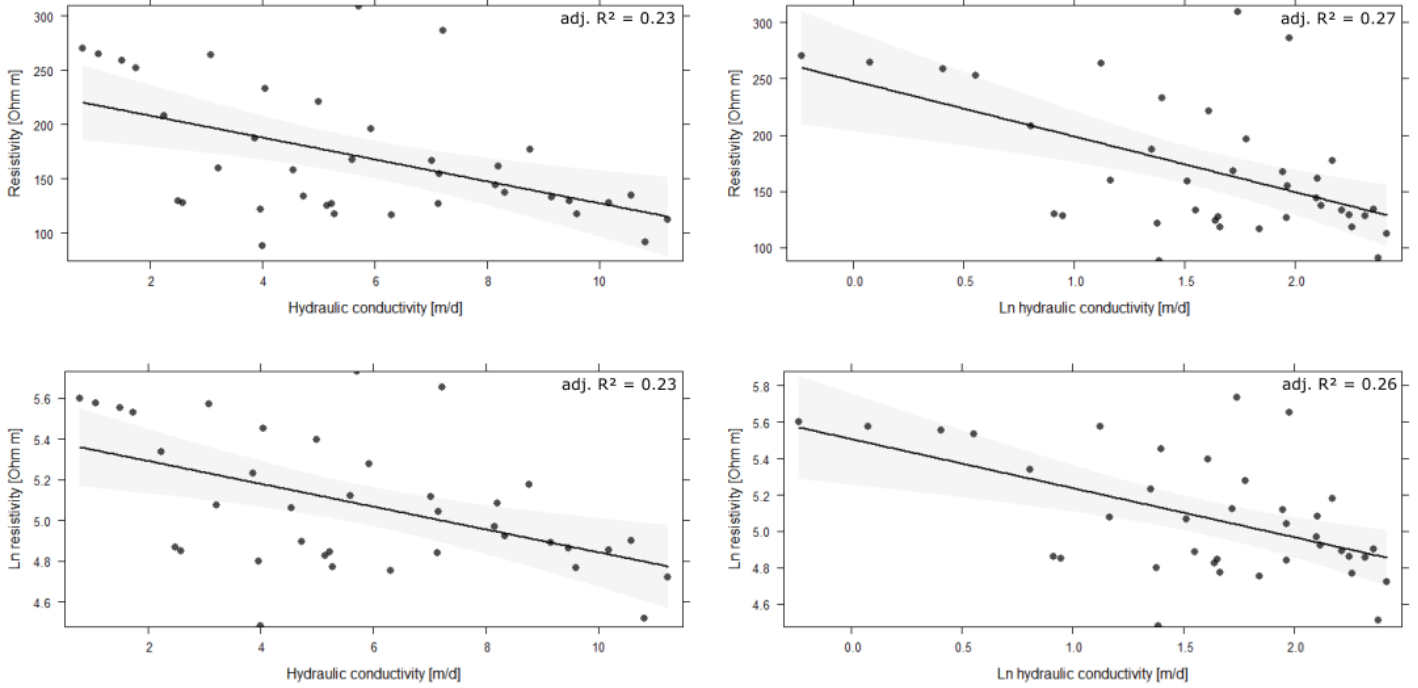 adj. R² = 0.23
300
250
200
150
100
Resistivity [Ohm m]
2 4 6 8 10
Hydraulic conductivity [m/d]
adj. R² = 0.27
300
250
200
150
100
Resistivity [Ohm m]
0.0 0.5 1.0 1.5 2.0
Ln hydraulic conductivity [m/d]
adj. R² = 0.23
5.6
5.4
5.2
5.0
4.8
4.6
Ln resistivity [Ohm m]
2 4 6 8 10
Hydraulic conductivity [m/d]
adj. R² = 0.26
5.8
5.6
5.4
5.2
5.0
4.8
4.6
Ln resistivity [Ohm m]
0.0 0.5 1.0 1.5 2.0
Ln hydraulic conductivity [m/d]